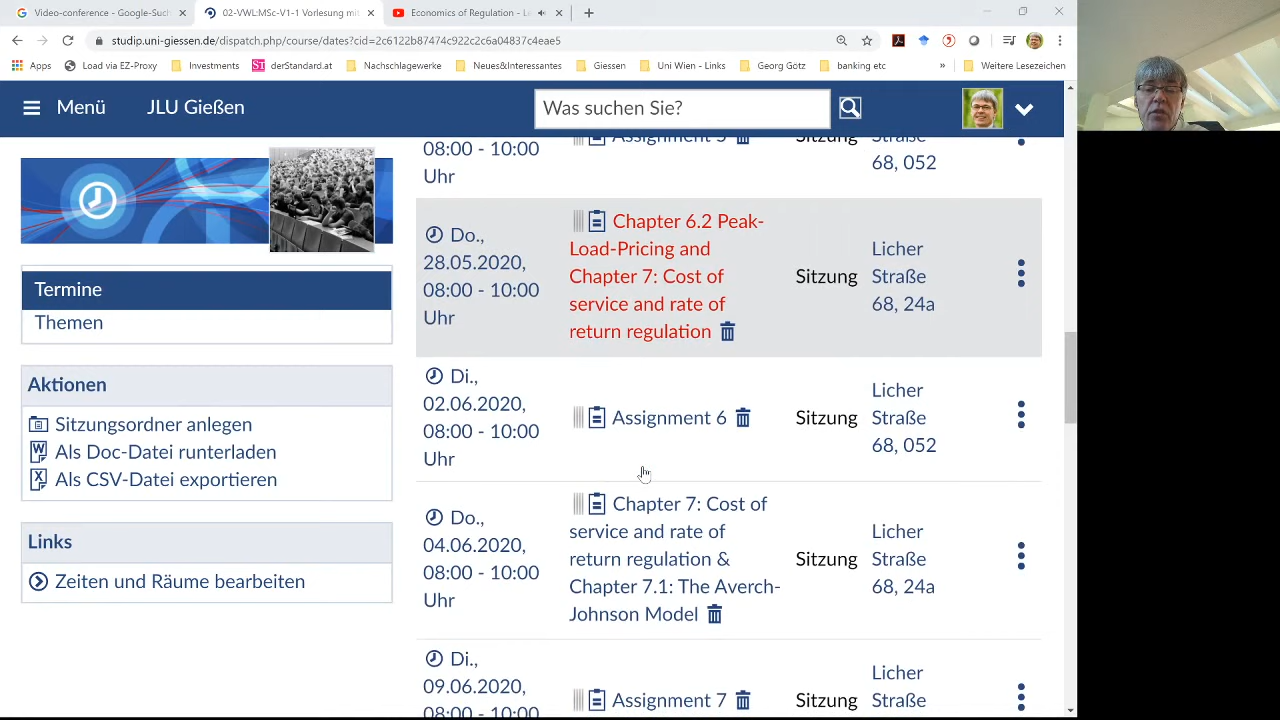 Video-conference - Google-Such
02-VWL:MSc-V1-1 Vorlesung mit
Economics of Regulation - L
studip.uni-giessen.de/dispatch.php/course/dates?cid=2c6122b87474c922c2c6a04837c4eae5
Apps
Load via EZ-Proxy
Investments
derStandard.at
Nachschlagewerke
Neues&Interessantes
Giessen
Uni Wien - Links
Georg Götz
banking etc
»
Weitere Lesezeichen
Menü
JLU Gießen
Was suchen Sie?
Termine
Themen
Aktionen
Sitzungsordner anlegen
Als Doc-Datei runterladen
Als CSV-Datei exportieren
Links
Zeiten und Räume bearbeiten
08:00 - 10:00
Uhr
Assignment 5
Sitzung
Straße
68, 052
Do.,
28.05.2020,
08:00 - 10:00
Uhr
Chapter 6.2 Peak-
Load-Pricing and
Chapter 7: Cost of
service and rate of
return regulation
Sitzung
Licher
Straße
68, 24a
Di.,
02.06.2020,
08:00 - 10:00
Uhr
Assignment 6
Sitzung
Licher
Straße
68, 052
Do.,
04.06.2020,
08:00 - 10:00
Uhr
Chapter 7: Cost of
service and rate of
return regulation &
Chapter 7.1: The Averch-
Johnson Model
Sitzung
Licher
Straße
68, 24a
Di.,
09.06.2020,
08:00 - 10:00
Assignment 7
Sitzung
Licher
Straße